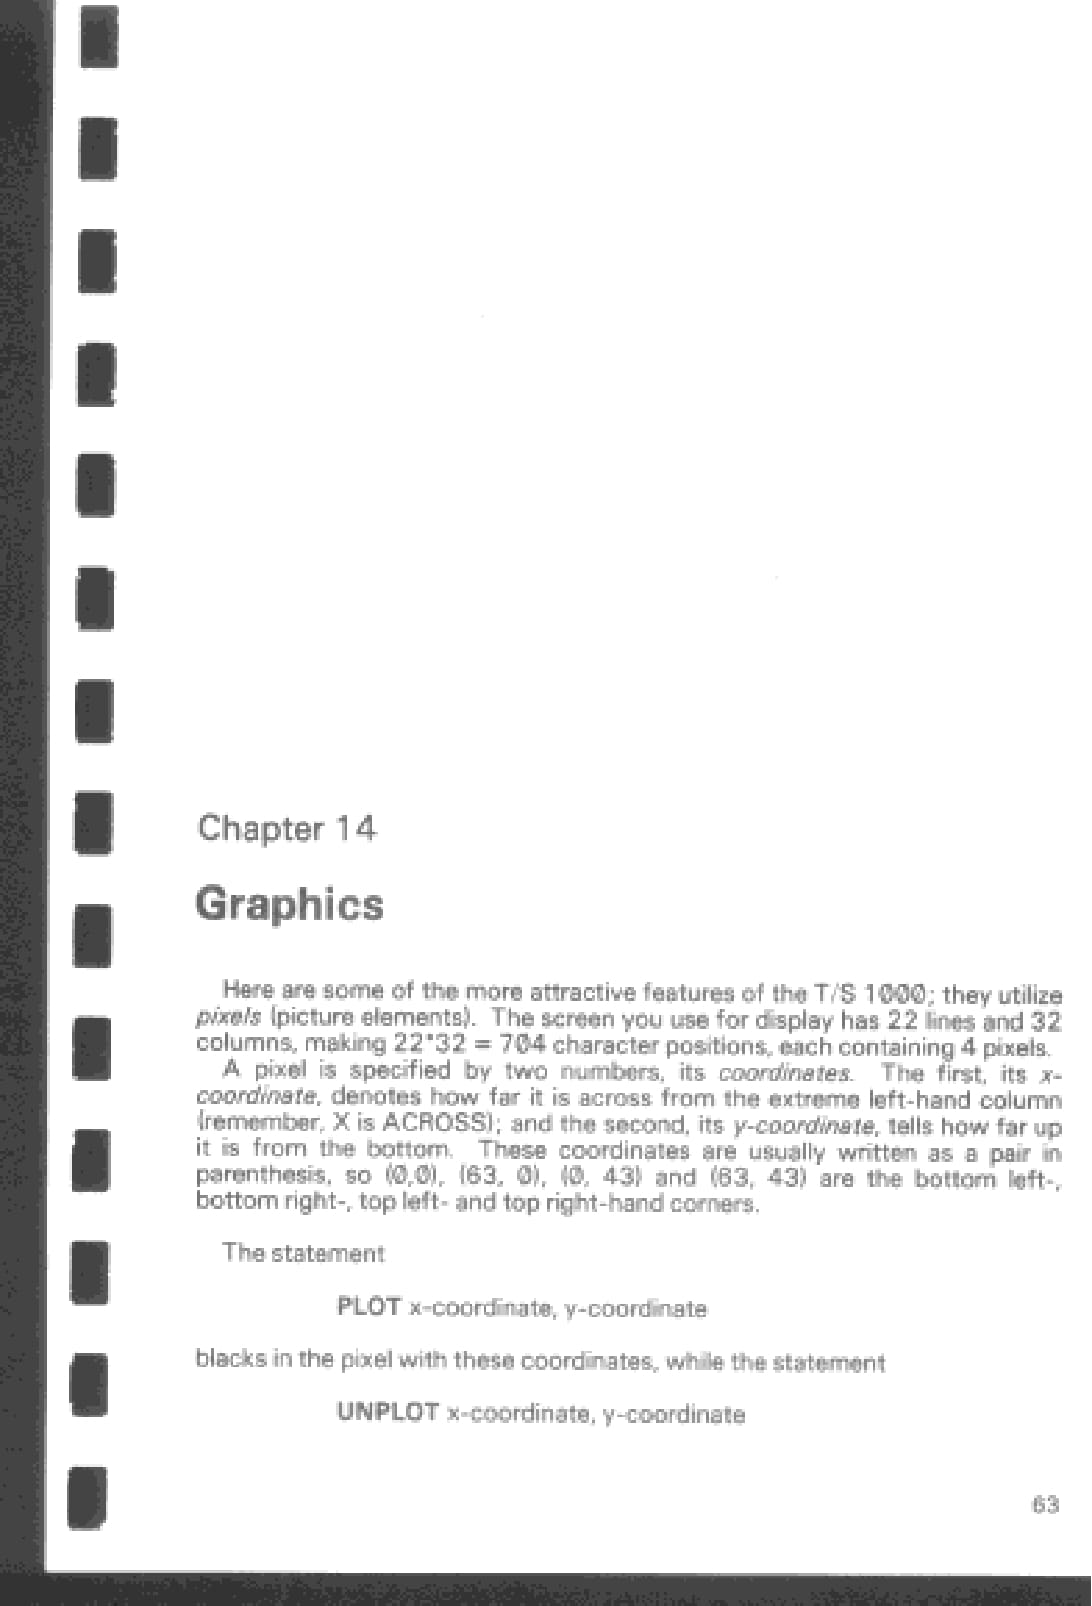 Chapter 14
Graphics
Here are some of the more attractive features of the T/S 1000; they utilize
pixels (picture elements). The screen you use for display has 22 lines and 32
columns, making 22*32 = 704 character positions, each containing 4 pixels.
A pixel is specified by two numbers, its coordinates. The first, its x-
coordinate, denotes how far it is across from the extreme left-hand column
(remember, X is ACROSS); and the second, its y-coordinate, tells how far up
it is from the bottom. These coordinates are usually written as a pair in
parenthesis, so (0,0), (63, 0), (0, 43) and (63, 43) are the bottom left-,
bottom right-, top left- and top right-hand corners.
The statement
PLOT x-coordinate, y-coordinate
blacks in the pixel with these coordinates, while the statement
UNPLOT x-coordinate, y-coordinate
63